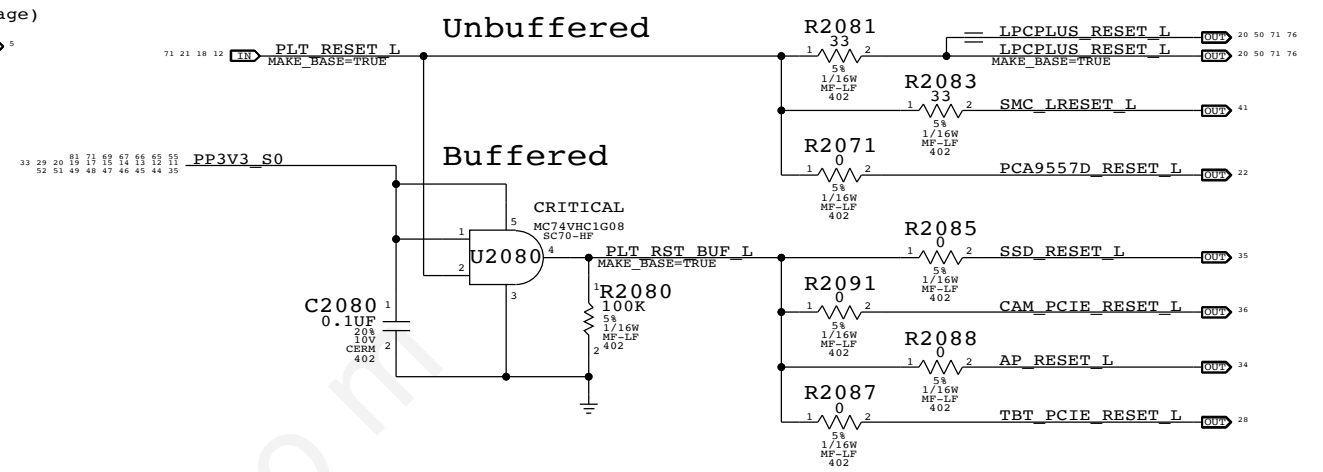 age)
5
Unbuffered
71 21 18 12 IN PLT_RESET_L
MAKE_BASE=TRUE
R2081
33
1 2
5%
1/16W
MF-LF
402
LPCPLUS_RESET_L OUT 20 50 71 76
LPCPLUS_RESET_L OUT 20 50 71 76
MAKE_BASE=TRUE
R2083
33
1 2
5%
1/16W
MF-LF
402
SMC_LRESET_L OUT 41
Buffered
R2071
0
1 2
5%
1/16W
MF-LF
402
PCA9557D_RESET_L OUT 22
81 71 69 67 66 65 55
33 29 20 19 17 15 14 13 12 11
52 51 49 48 47 46 45 44 35
PP3V3_S0
CRITICAL
MC74VHC1G08
SC70-HF
5
1
U2080
4
2
3
PLT_RST_BUF_L
MAKE_BASE=TRUE
R2085
0
1 2
5%
1/16W
MF-LF
402
SSD_RESET_L OUT 35
C2080 1
0.1UF
20%
10V 2
CERM
402
1 R2080
100K
5%
1/16W
MF-LF
2 402
R2091
0
1 2
5%
1/16W
MF-LF
402
CAM_PCIE_RESET_L OUT 36
R2088
0
1 2
5%
1/16W
MF-LF
402
AP_RESET_L OUT 34
R2087
0
1 2
5%
1/16W
MF-LF
402
TBT_PCIE_RESET_L OUT 28
om